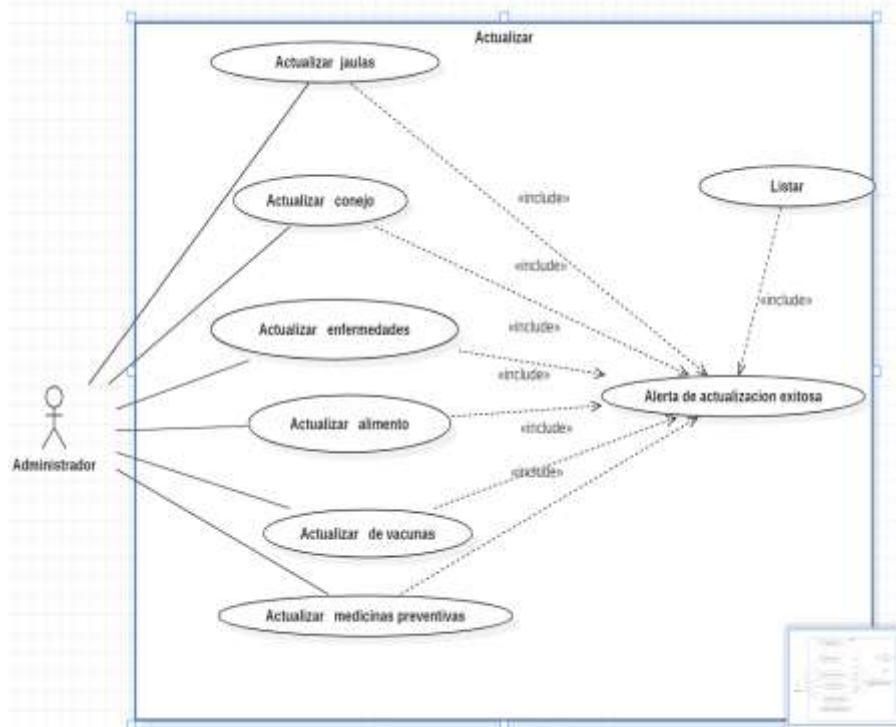 Actualizar
Actualizar jaulas
Actualizar conejo
«include»
Listar
«include»
«include»
Actualizar enfermedades
«include»
«include»
Alerta de actualizacion exitosa
Actualizar alimento
«include»
Administrador
«include»
Actualizar de vacunas
Actualizar medicinas preventivas